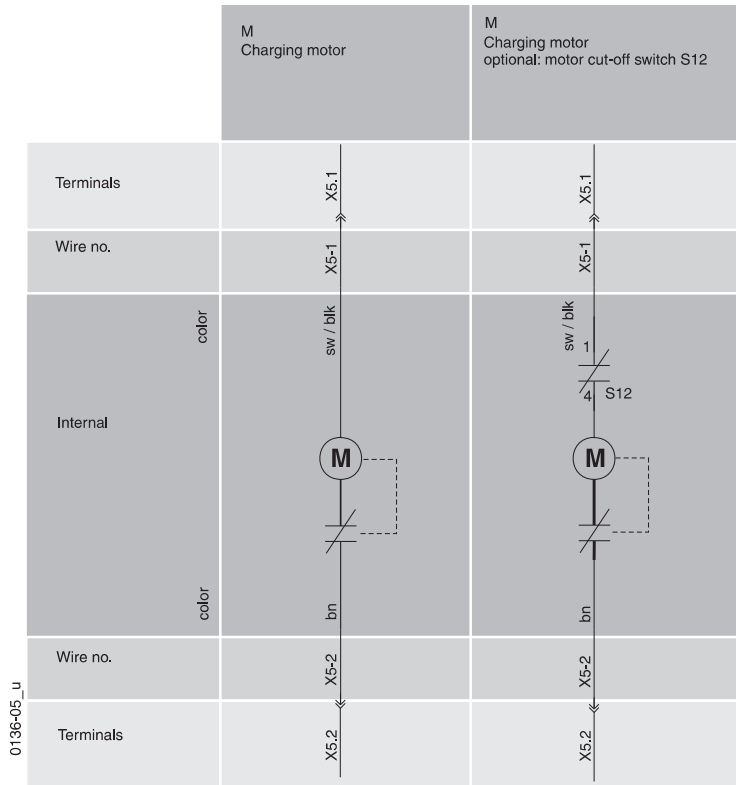 M
Charging motor
M
Charging motor
optional: motor cut-off switch S12
Terminals
X5.1
X5.1
Wire no.
X5-1
X5-1
color
sw / blk
sw / blk
1
4 S12
Internal
M
M
color
bn
bn
Wire no.
X5-2
X5-2
Terminals
X5.2
X5.2
0136-05_u